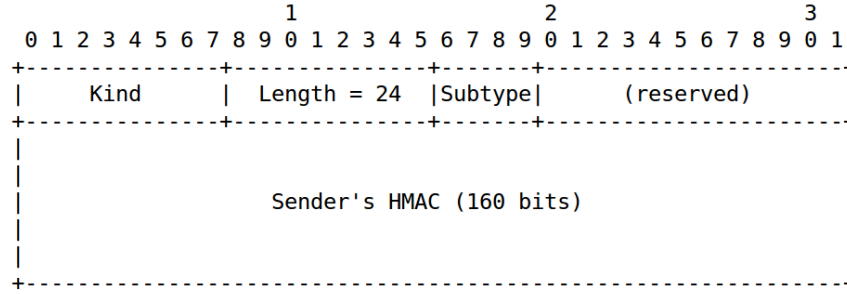 1 2 3
0 1 2 3 4 5 6 7 8 9 0 1 2 3 4 5 6 7 8 9 0 1 2 3 4 5 6 7 8 9 0 1
+---------------+---------------+-------+-----------------------
| Kind | Length = 24 |Subtype| (reserved)
+---------------+---------------+-------+-----------------------
|
|
| Sender's HMAC (160 bits)
|
|
+---------------------------------------------------------------